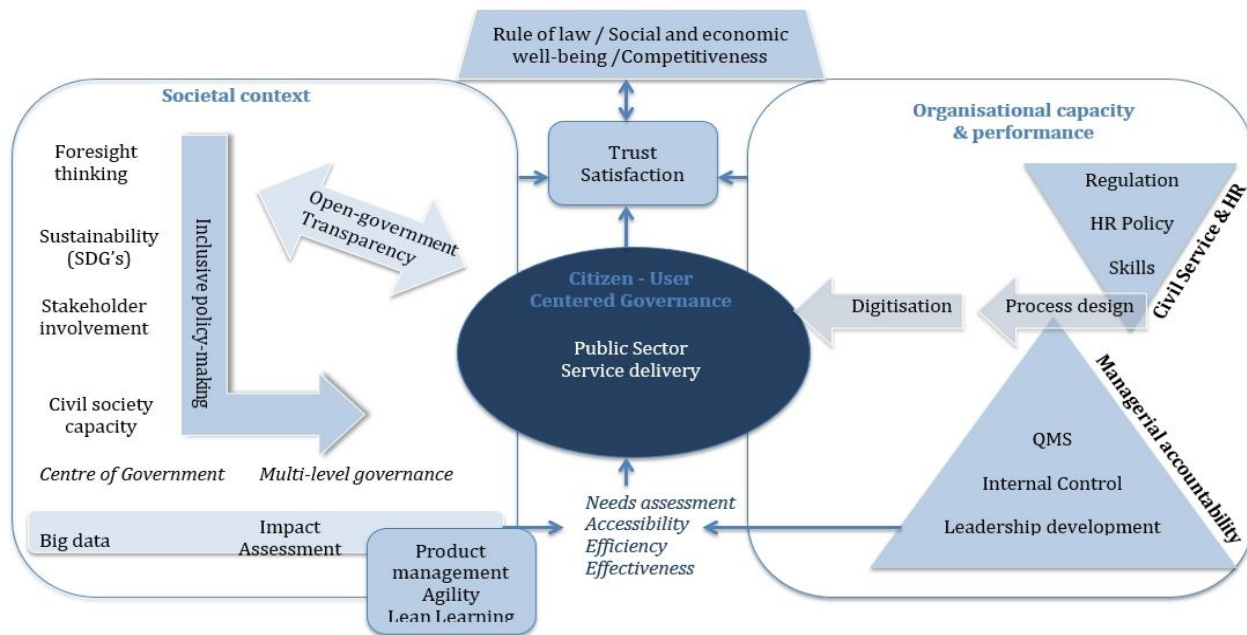 Rule of law / Social and economic
well-being /Competitiveness
Societal context
Foresight
thinking
Sustainability
(SDG's)
Stakeholder
involvement
Civil society
capacity
Inclusive policy-making
Open-government
Transparency
Centre of Government
Multi-level governance
Big data
Impact
Assessment
Product
management
Agility
Lean Learning
Trust
Satisfaction
Citizen - User
Centered Governance
Public Sector
Service delivery
Needs assessment
Accessibility
Efficiency
Effectiveness
Organisational capacity
& performance
Regulation
HR Policy
Skills
Civil Service & HR
Digitisation
Process design
QMS
Internal Control
Leadership development
Managerial accountability